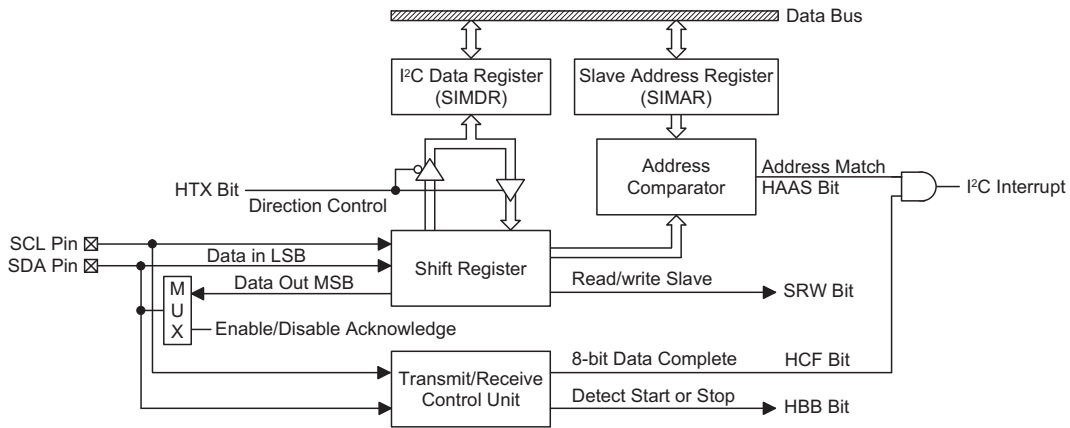 Data Bus
I²C Data Register
(SIMDR)
Slave Address Register
(SIMAR)
Address
Comparator
Address Match
HAAS Bit
I²C Interrupt
HTX Bit
Direction Control
SCL Pin
SDA Pin
Data in LSB
Shift Register
Data Out MSB
M
U
X
Enable/Disable Acknowledge
Read/write Slave
SRW Bit
Transmit/Receive
Control Unit
8-bit Data Complete
HCF Bit
Detect Start or Stop
HBB Bit